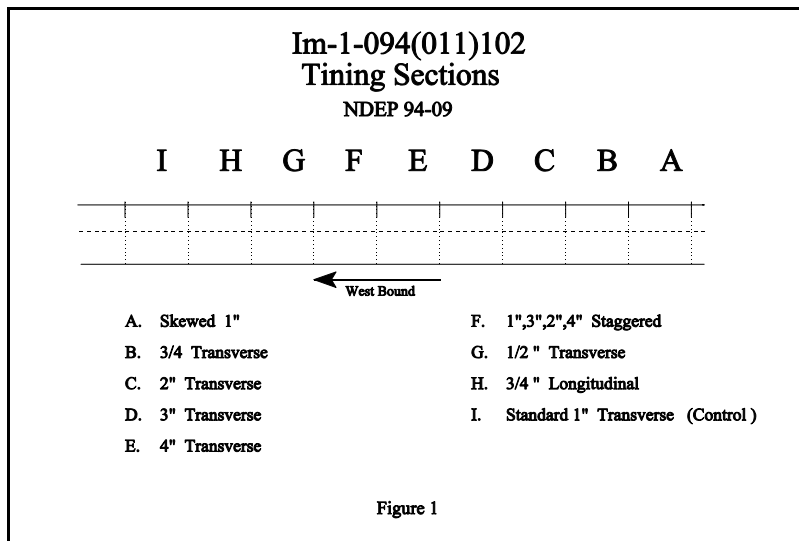 Im-1-094(011)102
Tining Sections
NDEP 94-09
I H G F E D C B A
West Bound
A. Skewed 1"
B. 3/4 Transverse
C. 2" Transverse
D. 3" Transverse
E. 4" Transverse
F. 1",3",2",4" Staggered
G. 1/2 " Transverse
H. 3/4 " Longitudinal
I. Standard 1" Transverse (Control )
Figure 1